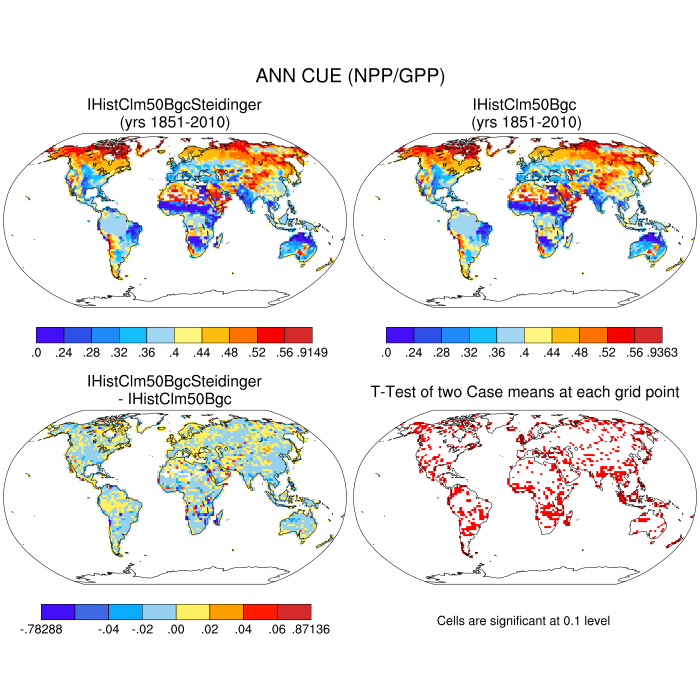 ANN CUE (NPP/GPP)
IHistClm50BgcSteidinger
(yrs 1851-2010)
IHistClm50Bgc
(yrs 1851-2010)
.0 .24 .28 .32 .36 .4 .44 .48 .52 .56 .9149
.0 .24 .28 .32 .36 .4 .44 .48 .52 .56 .9363
IHistClm50BgcSteidinger
- IHistClm50Bgc
T-Test of two Case means at each grid point
-.78288 -.04 -.02 .00 .02 .04 .06 .87136
Cells are significant at 0.1 level